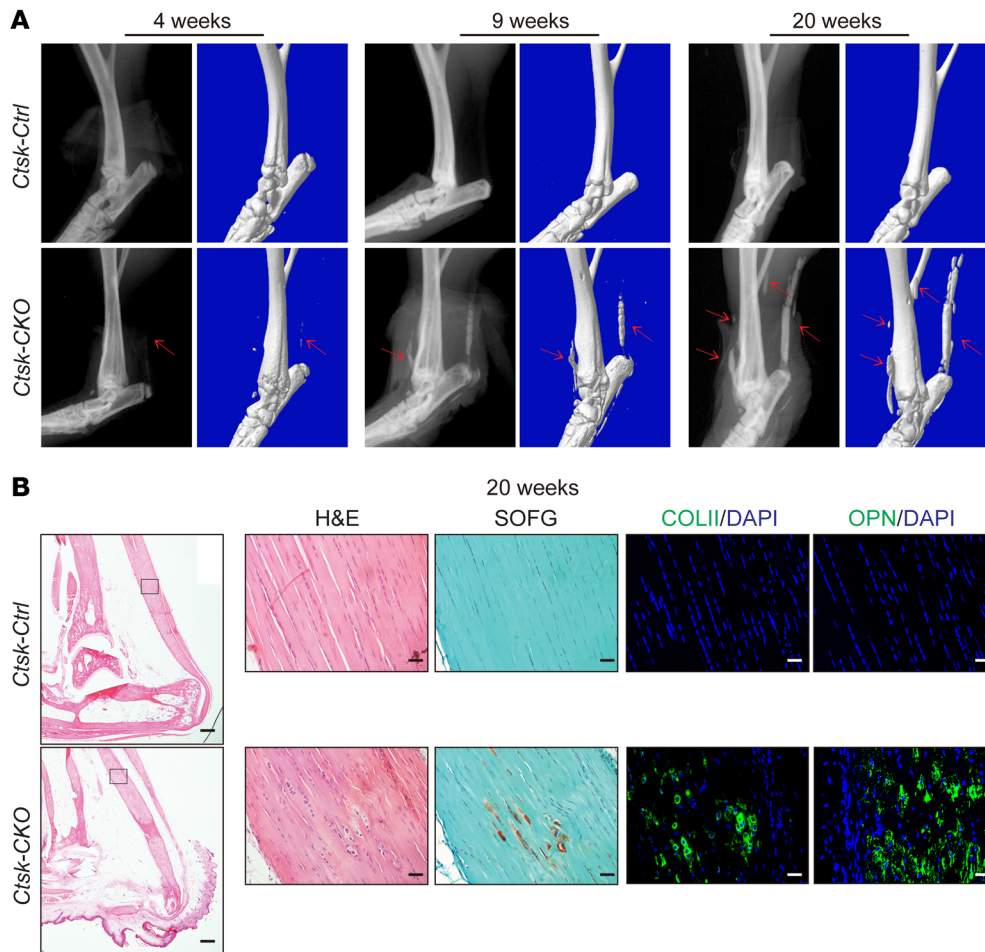 A
4 weeks
9 weeks
20 weeks
Ctsk-Ctrl
Ctsk-CKO
B
20 weeks
H&E
SOFG
COLII/DAPI
OPN/DAPI
Ctsk-Ctrl
Ctsk-CKO